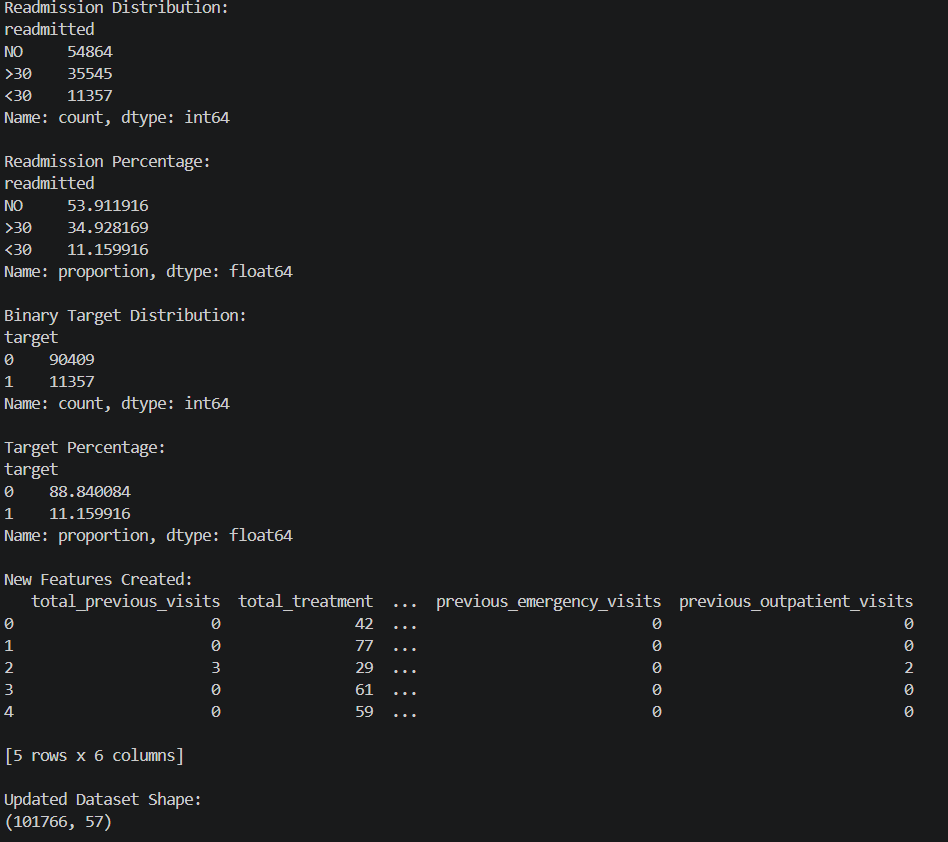 Readmission Distribution:
readmitted
NO     54864
>30    35545
<30    11357
Name: count, dtype: int64

Readmission Percentage:
readmitted
NO     53.911916
>30    34.928169
<30    11.159916
Name: proportion, dtype: float64

Binary Target Distribution:
target
0    90409
1    11357
Name: count, dtype: int64

Target Percentage:
target
0    88.840084
1    11.159916
Name: proportion, dtype: float64

New Features Created:
   total_previous_visits  total_treatment  ...  previous_emergency_visits  previous_outpatient_visits
0                      0               42  ...                          0                           0
1                      0               77  ...                          0                           0
2                      3               29  ...                          0                           2
3                      0               61  ...                          0                           0
4                      0               59  ...                          0                           0

[5 rows x 6 columns]

Updated Dataset Shape:
(101766, 57)